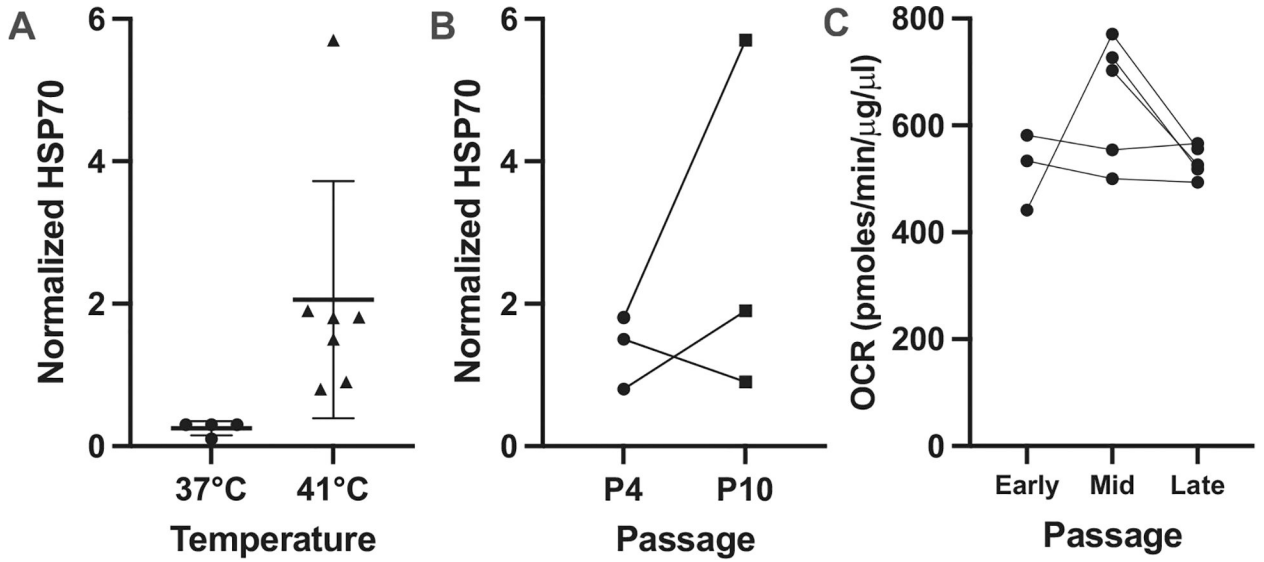 A
Normalized HSP70
6
4
2
0
37°C
41°C
Temperature
B
Normalized HSP70
6
4
2
0
P4
P10
Passage
C
OCR (pmoles/min/μg/μl)
800
600
400
200
0
Early
Mid
Late
Passage